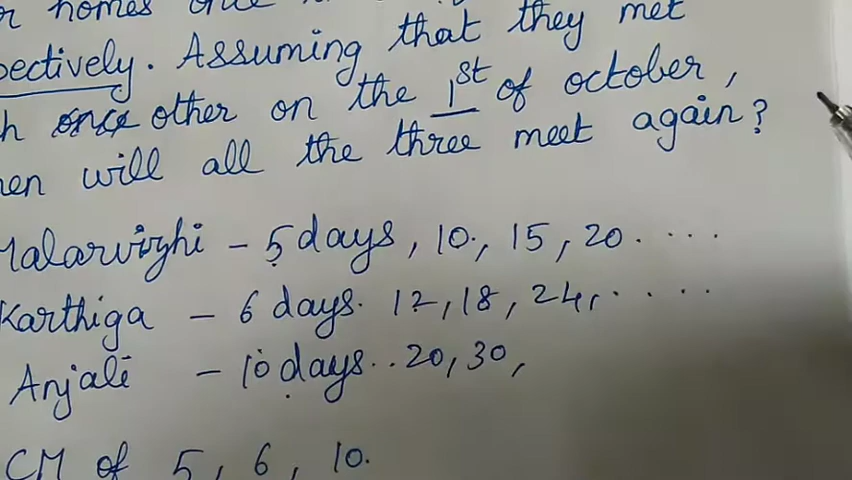 homes
pectively. Assuming that they met
other on the 1st of october,
will all the three meet again?
alarvizhi - 5 days, 10, 15, 20 . . . .
Karthiga - 6 days. 12, 18, 24, . . . . .
Anjali - 10 days.. 20, 30,
CM of 5, 6, 10.